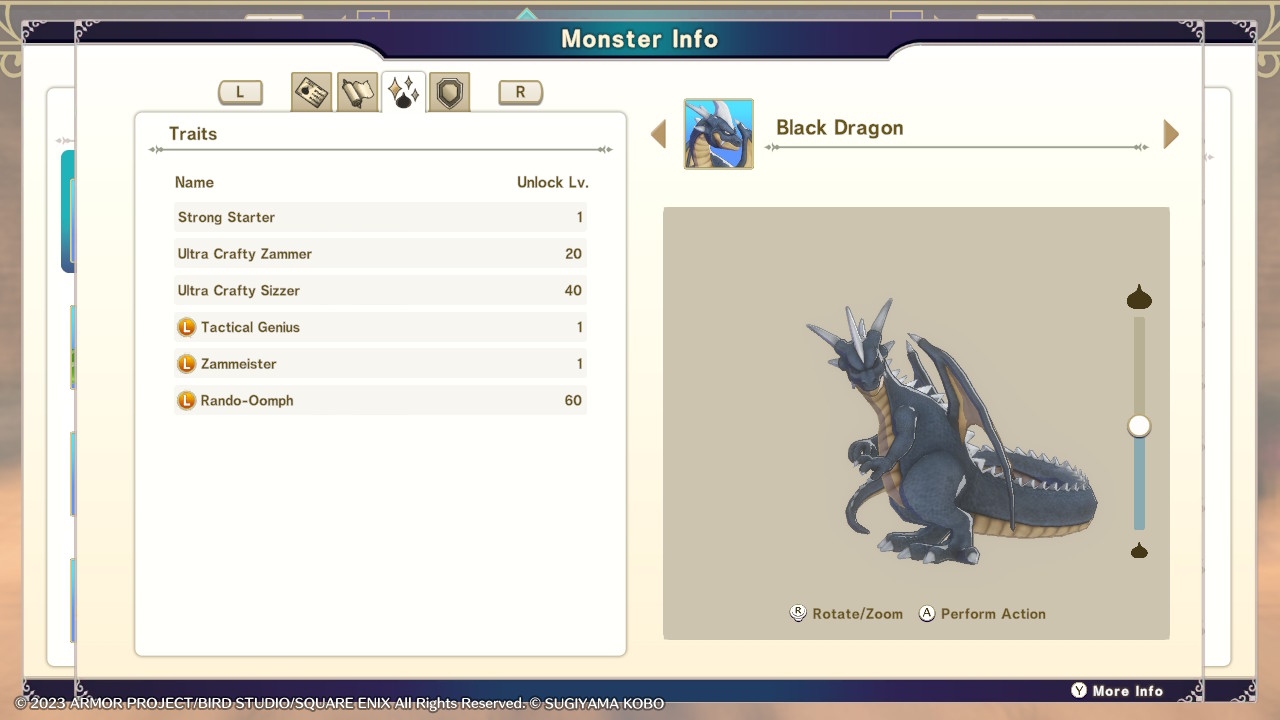 Monster Info
L
R
Traits
Black Dragon
Name Unlock Lv.
Strong Starter 1
Ultra Crafty Zammer 20
Ultra Crafty Sizzer 40
L Tactical Genius 1
L Zammeister 1
L Rando-Oomph 60
R Rotate/Zoom A Perform Action
Y More Info
© 2023 ARMOR PROJECT/BIRD STUDIO/SQUARE ENIX All Rights Reserved. © SUGIYAMA KOBO